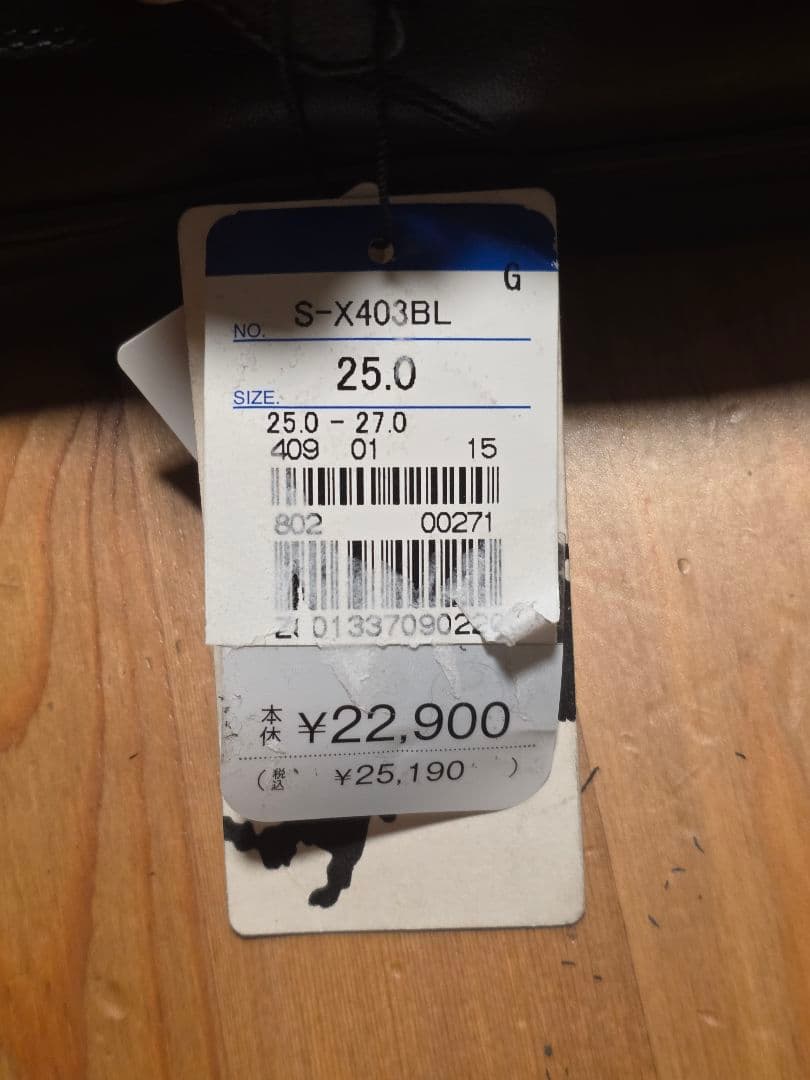 G
NO. S-X403BL
SIZE. 25.0
25.0 - 27.0
409 01 15
802 00271
本体 ¥22,900
(税込 ¥25,190)